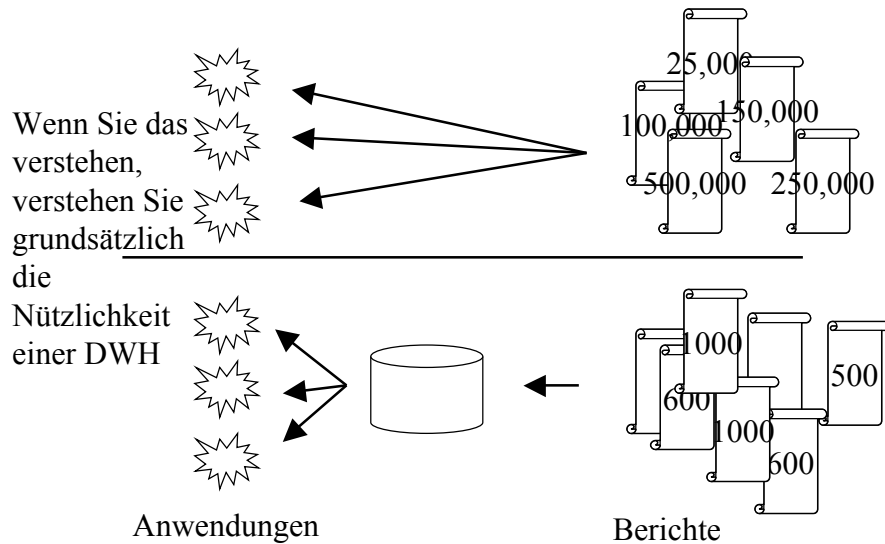 25,000
150,000
100,000
500,000
250,000
Wenn Sie das
verstehen,
verstehen Sie
grundsätzlich
die
Nützlichkeit
einer DWH
1000
500
600
1000
600
Anwendungen
Berichte